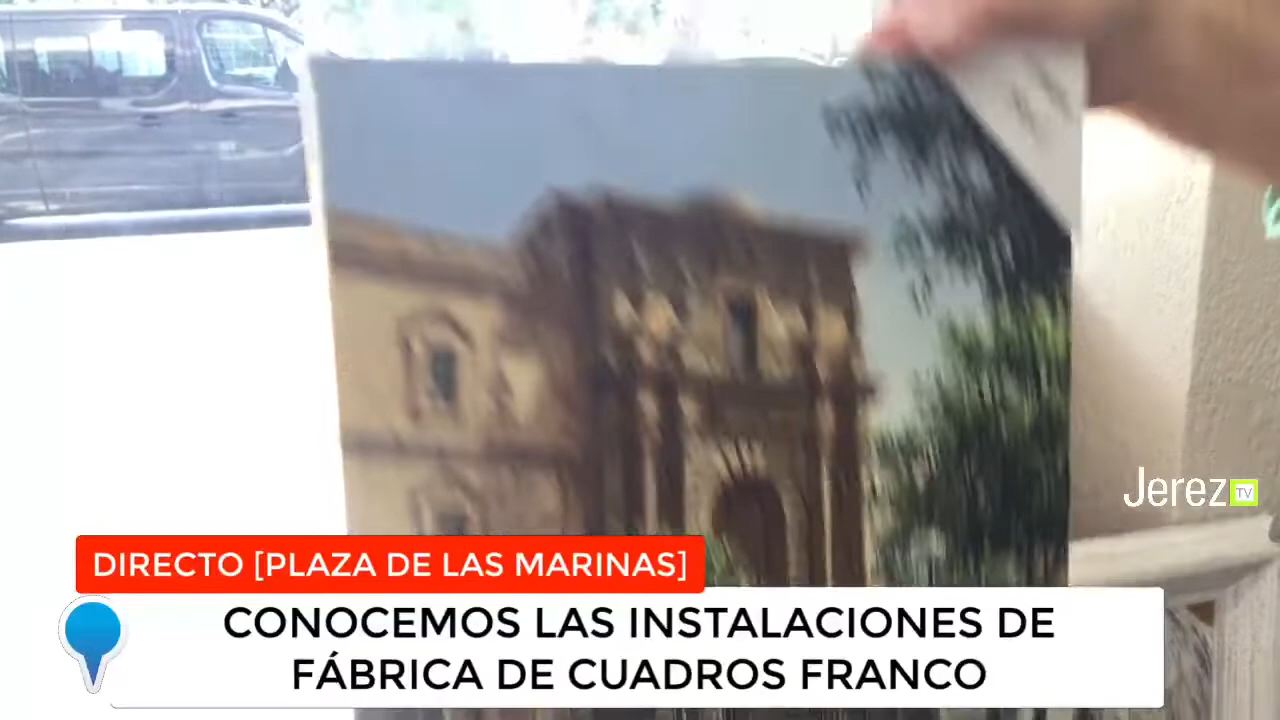 Jerez TV
DIRECTO [PLAZA DE LAS MARINAS]
CONOCEMOS LAS INSTALACIONES DE
FÁBRICA DE CUADROS FRANCO